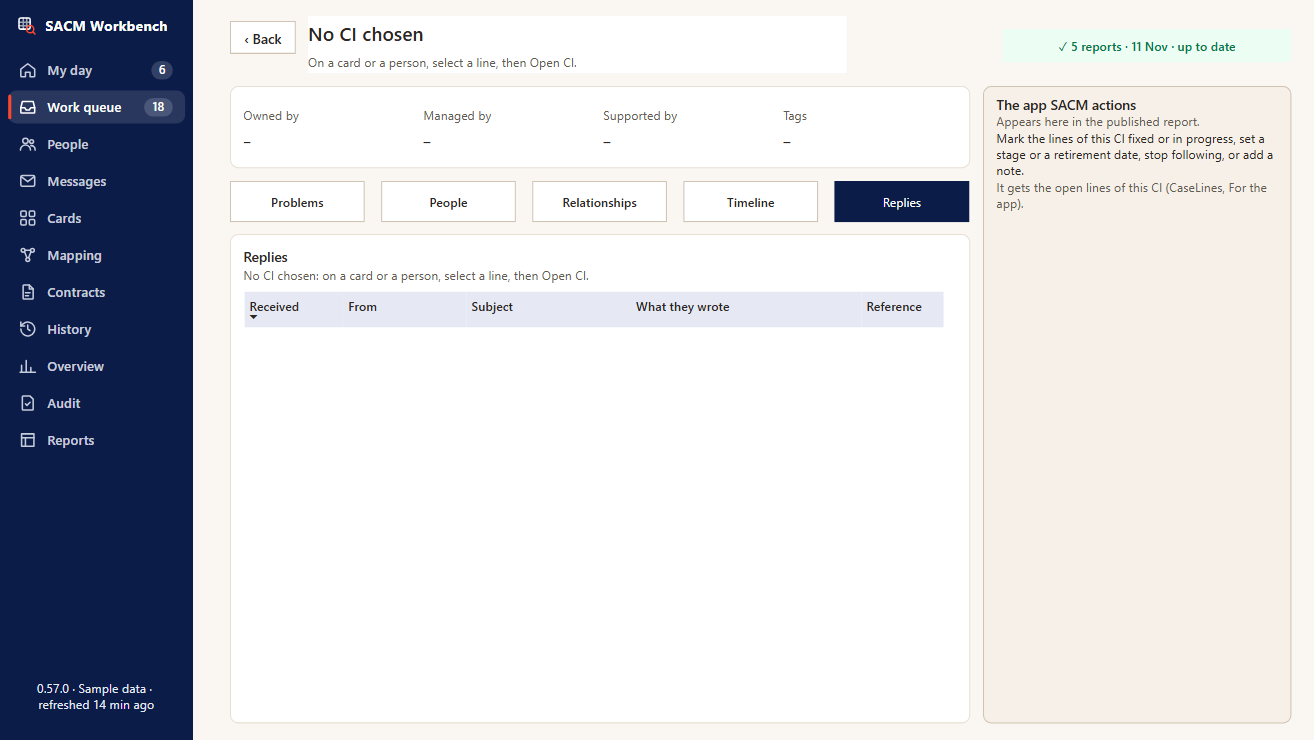 SACM Workbench
My day 6
Work queue 18
People
Messages
Cards
Mapping
Contracts
History
Overview
Audit
Reports
0.57.0 · Sample data ·
refreshed 14 min ago
‹ Back
No CI chosen
On a card or a person, select a line, then Open CI.
✓ 5 reports · 11 Nov · up to date
Owned by
–
Managed by
–
Supported by
–
Tags
–
Problems
People
Relationships
Timeline
Replies
Replies
No CI chosen: on a card or a person, select a line, then Open CI.
Received From Subject What they wrote Reference
The app SACM actions
Appears here in the published report.
Mark the lines of this CI fixed or in progress, set a
stage or a retirement date, stop following, or add a
note.
It gets the open lines of this CI (CaseLines, For the
app).